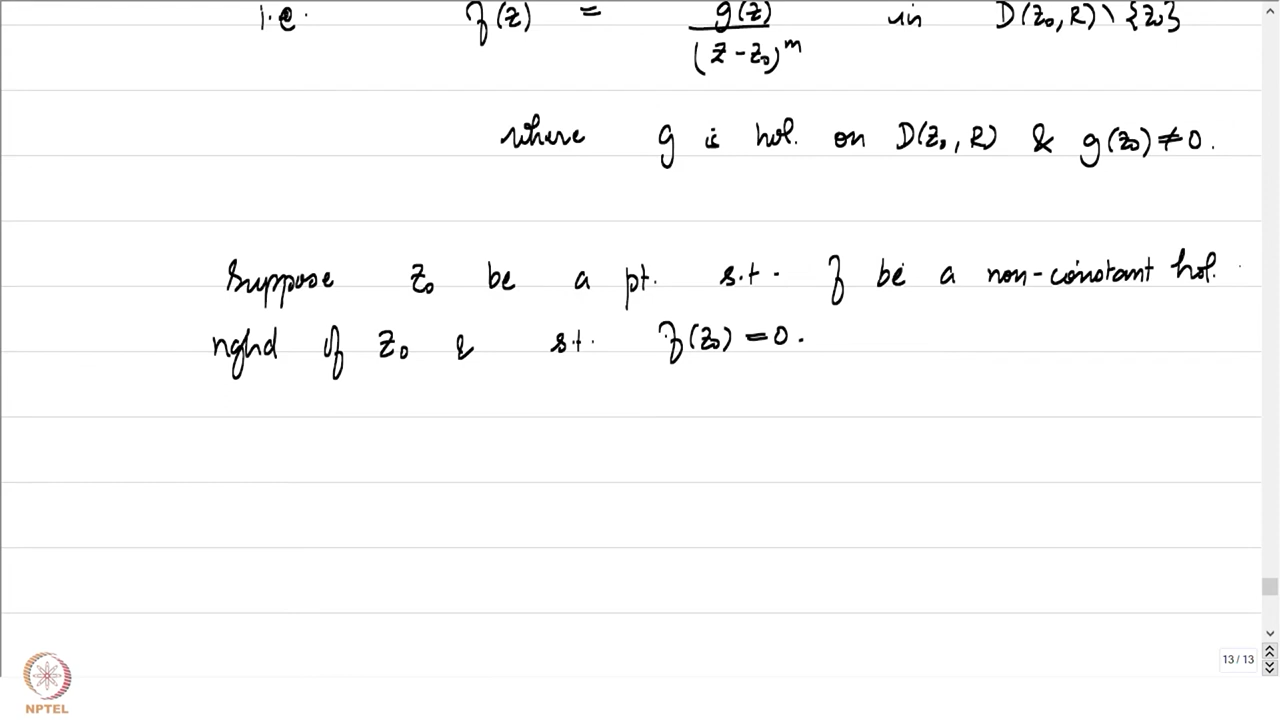 i.e. f(z) = g(z)/(z-z₀)ᵐ in D(z₀, R) \ {z₀}
where g is hol. on D(z₀, R) & g(z₀) ≠ 0.
Suppose z₀ be a pt. s.t. f be a non-constant hol.
nghd of z₀ & s.t. f(z₀) = 0.
13 / 13
NPTEL